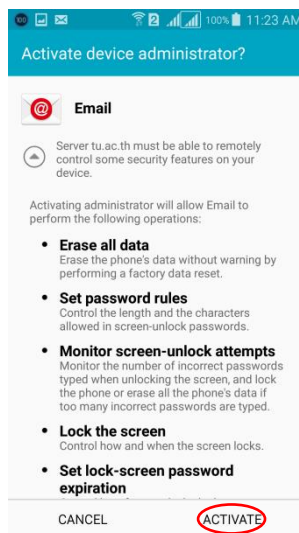 100 2 100% 11:23 AM
Activate device administrator?
@ Email
Server tu.ac.th must be able to remotely
control some security features on your
device.
Activating administrator will allow Email to
perform the following operations:
• Erase all data
Erase the phone's data without warning by
performing a factory data reset.
• Set password rules
Control the length and the characters
allowed in screen-unlock passwords.
• Monitor screen-unlock attempts
Monitor the number of incorrect passwords
typed when unlocking the screen, and lock
the phone or erase all the phone's data if
too many incorrect passwords are typed.
• Lock the screen
Control how and when the screen locks.
• Set lock-screen password
expiration
CANCEL ACTIVATE